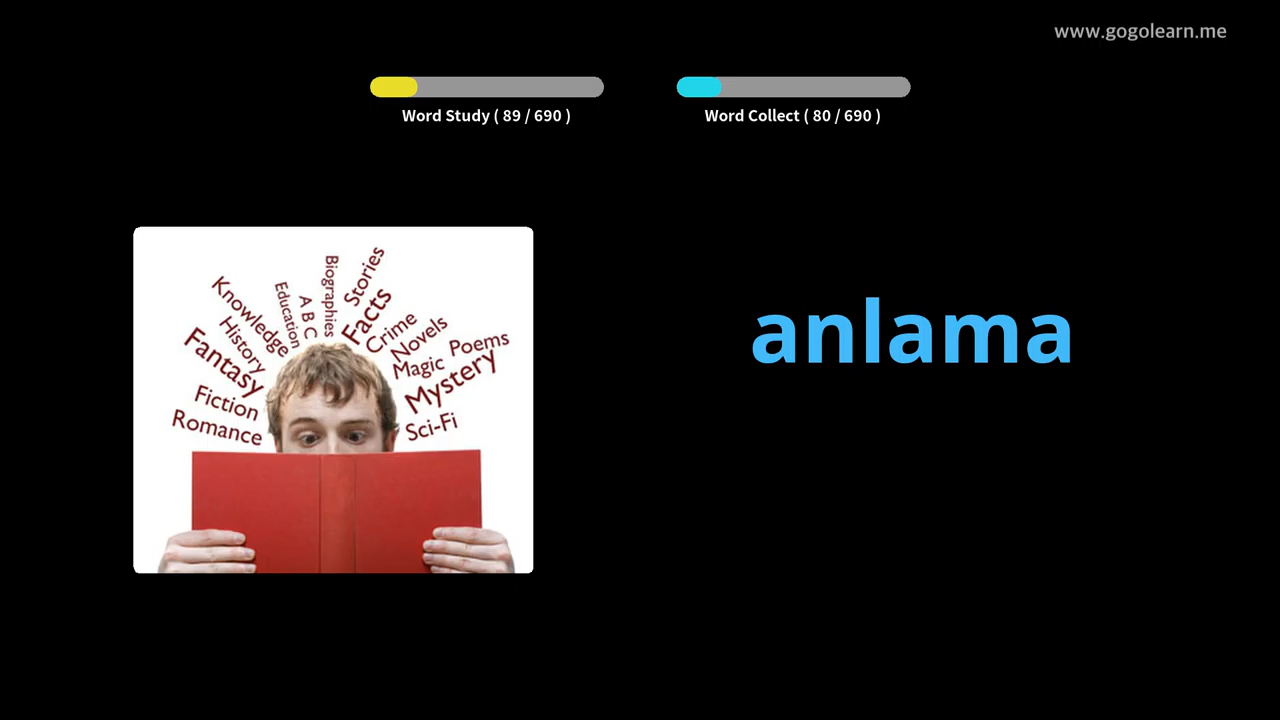 www.gogolearn.me
Word Study ( 89 / 690 )
Word Collect ( 80 / 690 )
anlama
Biographies
Stories
Education
A B C
Facts
Knowledge
Crime
History
Novels
Poems
Fantasy
Magic
Mystery
Fiction
Sci-Fi
Romance